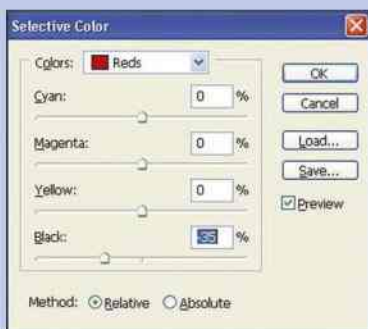 Selective Color
Colors: Reds
OK
Cyan: 0 %
Cancel
Magenta: 0 %
Load...
Save...
Yellow: 0 %
Preview
Black: -35 %
Method: Relative Absolute